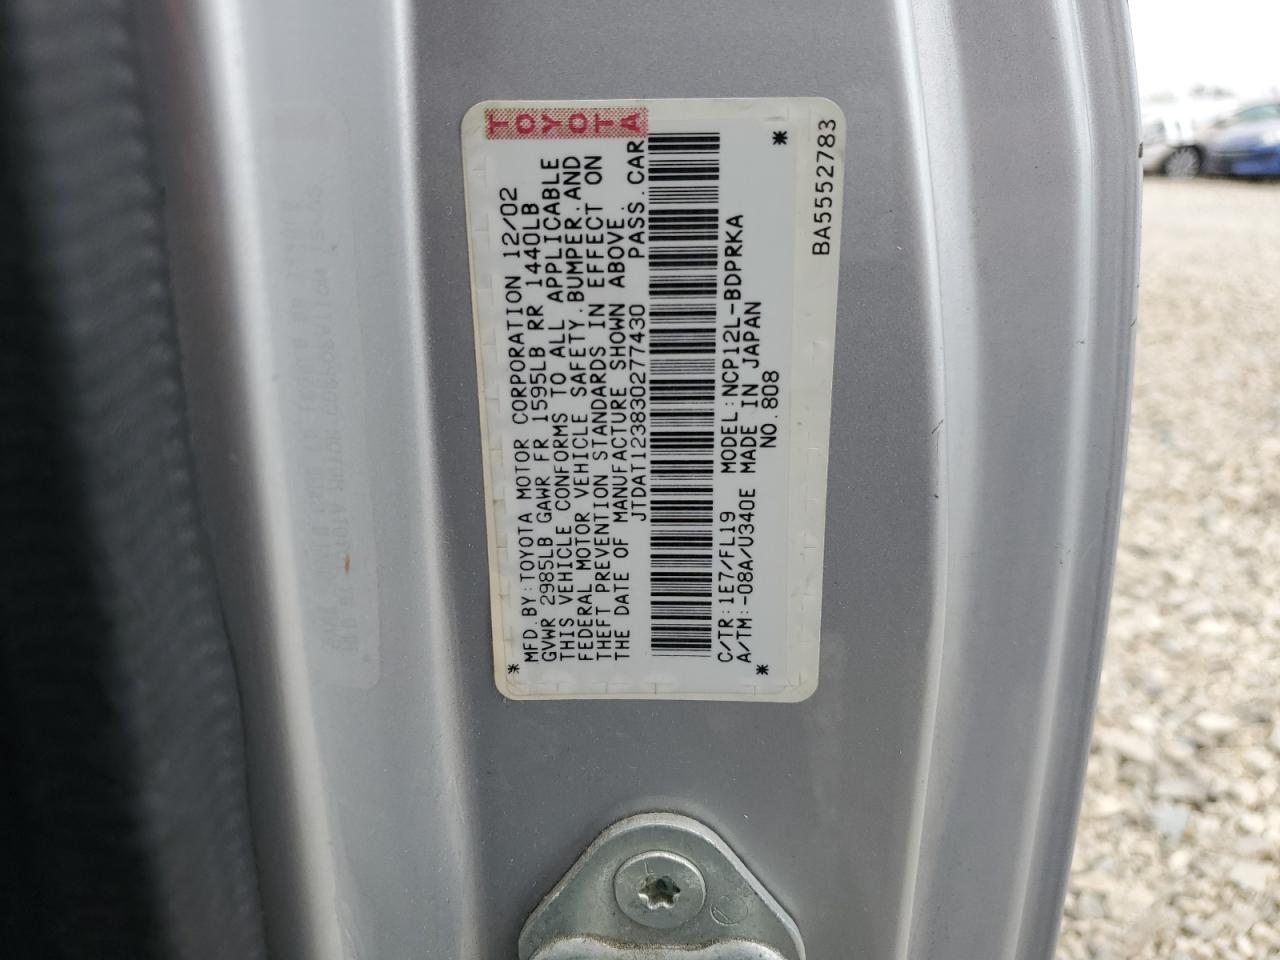 TOYOTA
MFD.BY:TOYOTA MOTOR CORPORATION 12/02
GVWR 2985LB GAWR FR 1595LB RR 1440LB
THIS VEHICLE CONFORMS TO ALL APPLICABLE
FEDERAL MOTOR VEHICLE SAFETY.BUMPER.AND
THEFT PREVENTION STANDARDS IN EFFECT ON
THE DATE OF MANUFACTURE SHOWN ABOVE.
JTDAT123830277430 PASS.CAR
C/TR:1E7/FL19 MODEL:NCP12L-BDPRKA
A/TM:-08A/U340E MADE IN JAPAN
* NO.808 *
BA5552783